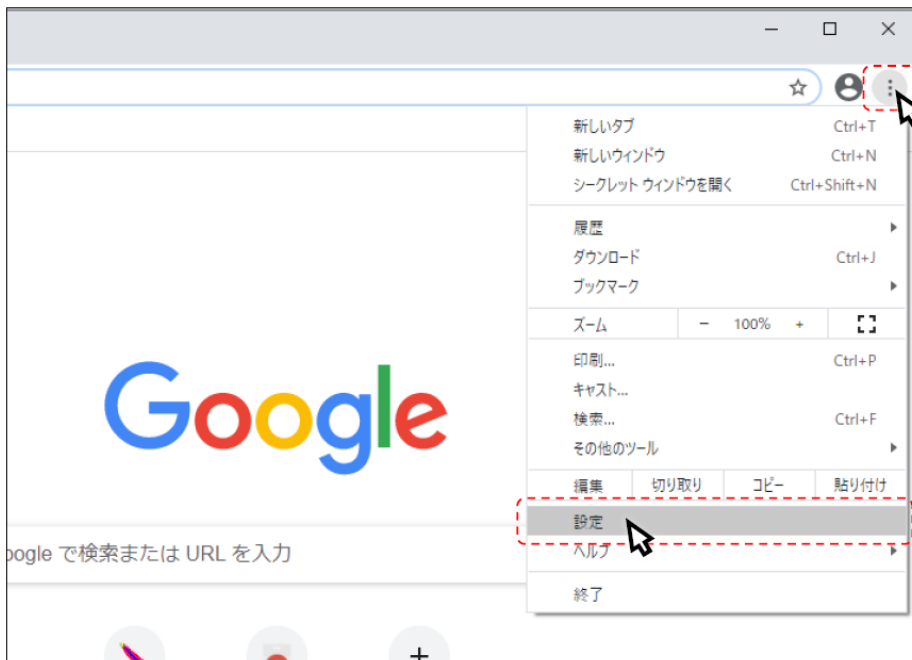 新しいタブ Ctrl+T
新しいウィンドウ Ctrl+N
シークレット ウィンドウを開く Ctrl+Shift+N
履歴
ダウンロード Ctrl+J
ブックマーク
ズーム － 100% +
印刷... Ctrl+P
キャスト...
検索... Ctrl+F
その他のツール
編集 切り取り コピー 貼り付け
設定
ヘルプ
終了
Google
oogle で検索または URL を入力